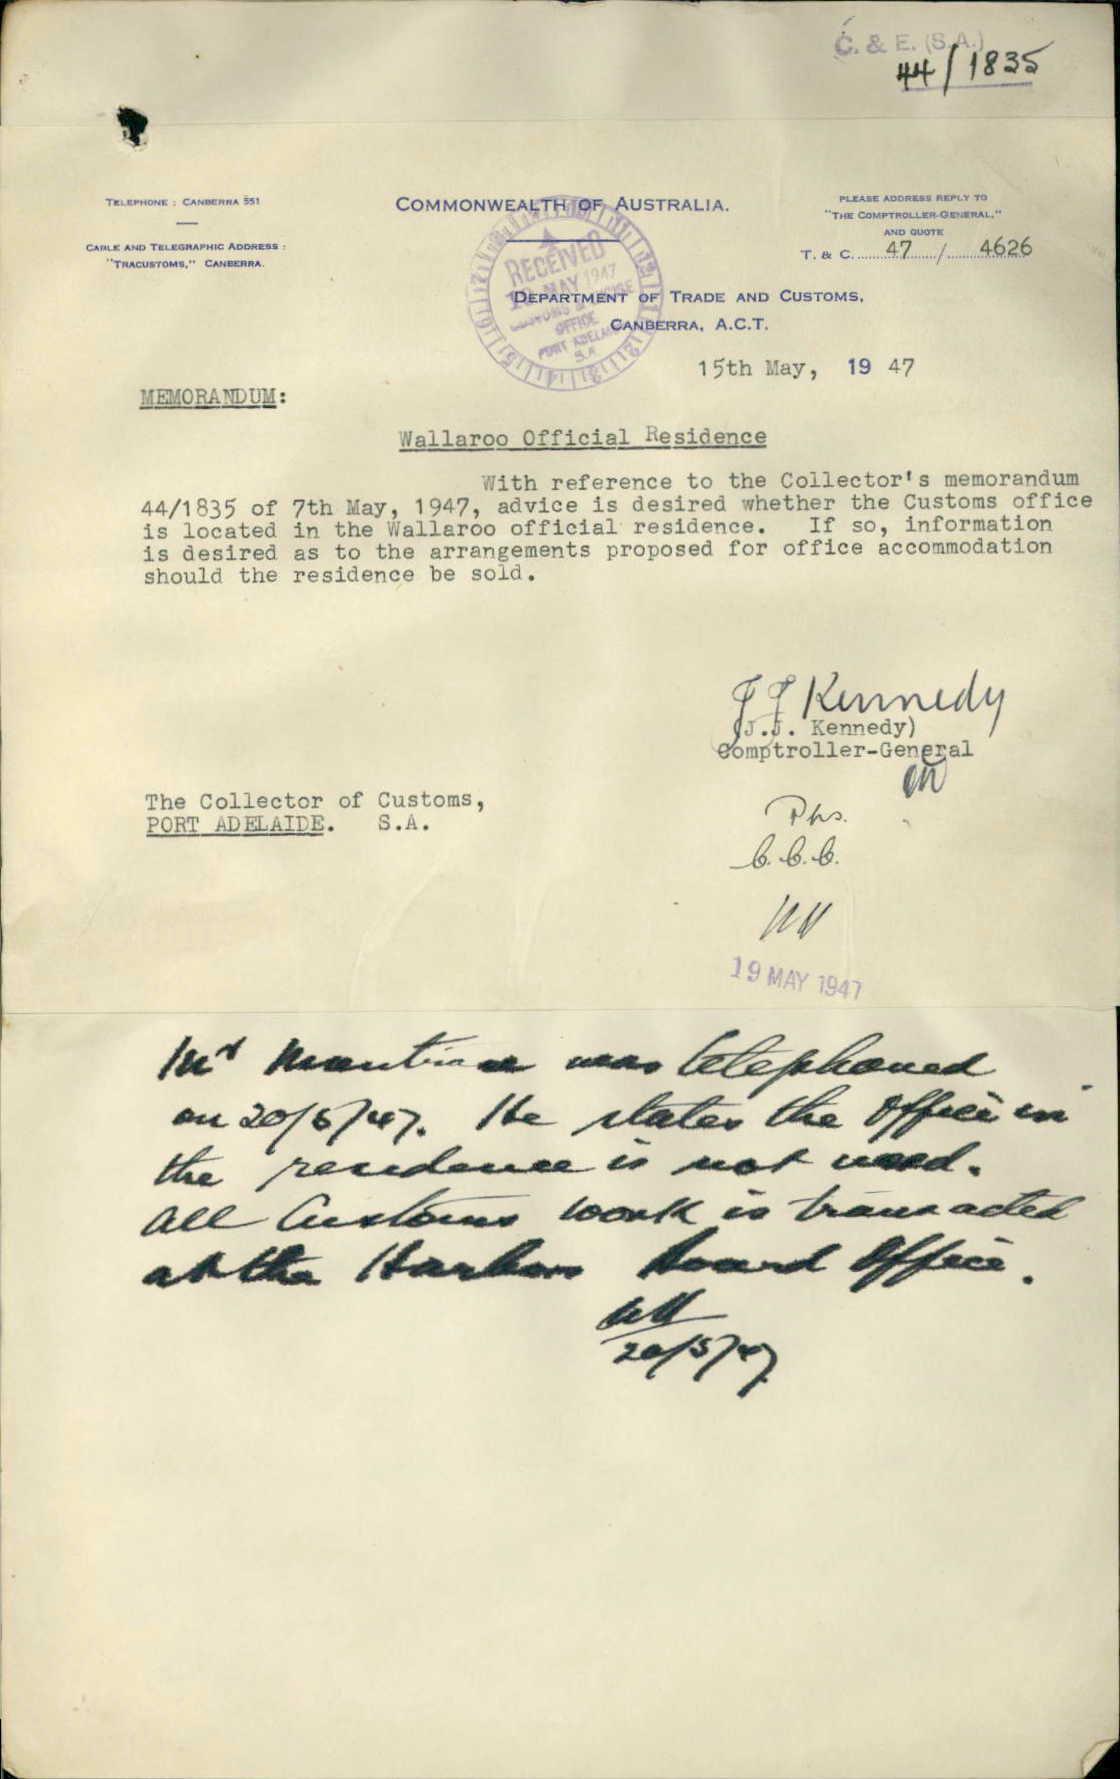 C. & E. (S.A.)
44/1835
TELEPHONE : CANBERRA 551
CABLE AND TELEGRAPHIC ADDRESS :
"TRACUSTOMS," CANBERRA.
COMMONWEALTH OF AUSTRALIA.
PLEASE ADDRESS REPLY TO
"THE COMPTROLLER-GENERAL,"
AND QUOTE
T. & C. 47 / 4626
RECEIVED
MAY 1947
OFFICE
PORT ADELAIDE
S.A
DEPARTMENT OF TRADE AND CUSTOMS,
CANBERRA, A.C.T.
15th May, 19 47
MEMORANDUM:
Wallaroo Official Residence
With reference to the Collector's memorandum
44/1835 of 7th May, 1947, advice is desired whether the Customs office
is located in the Wallaroo official residence. If so, information
is desired as to the arrangements proposed for office accommodation
should the residence be sold.
J J Kennedy
(J.J. Kennedy)
Comptroller-General
The Collector of Customs,
PORT ADELAIDE. S.A.
19 MAY 1947
Mr was telephoned
on 20/5/47. He states the Office in
the residence is not used.
All Customs work is transacted
at the Harbors Board Office.
20/5/47